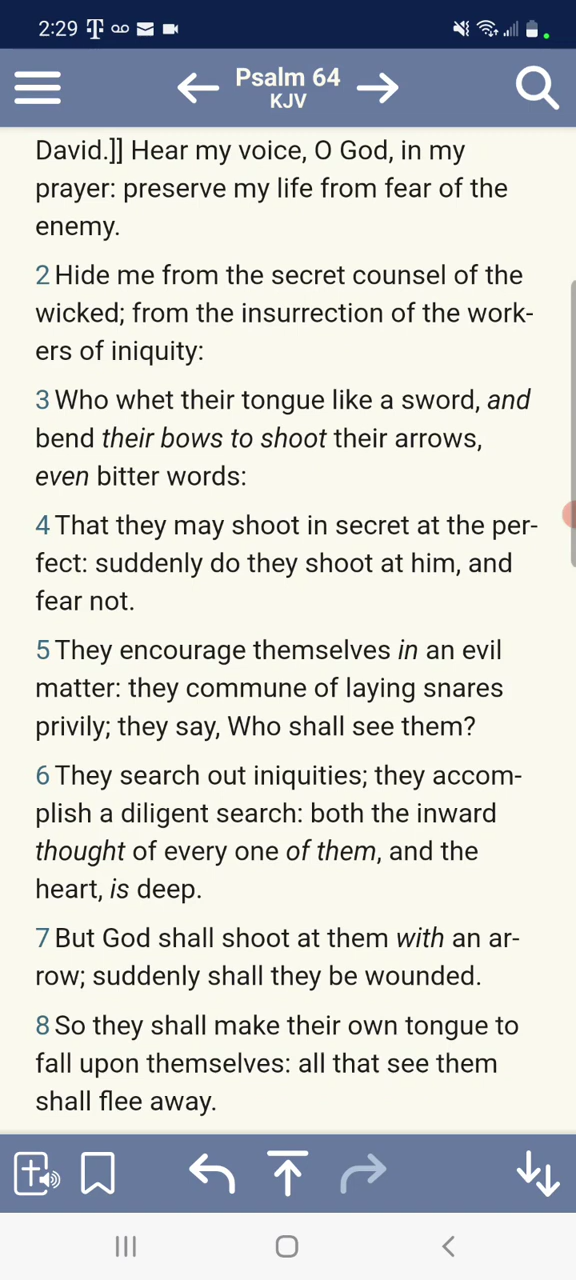 2:29
Psalm 64
KJV
David.]] Hear my voice, O God, in my
prayer: preserve my life from fear of the
enemy.
2 Hide me from the secret counsel of the
wicked; from the insurrection of the work-
ers of iniquity:
3 Who whet their tongue like a sword, and
bend their bows to shoot their arrows,
even bitter words:
4 That they may shoot in secret at the per-
fect: suddenly do they shoot at him, and
fear not.
5 They encourage themselves in an evil
matter: they commune of laying snares
privily; they say, Who shall see them?
6 They search out iniquities; they accom-
plish a diligent search: both the inward
thought of every one of them, and the
heart, is deep.
7 But God shall shoot at them with an ar-
row; suddenly shall they be wounded.
8 So they shall make their own tongue to
fall upon themselves: all that see them
shall flee away.